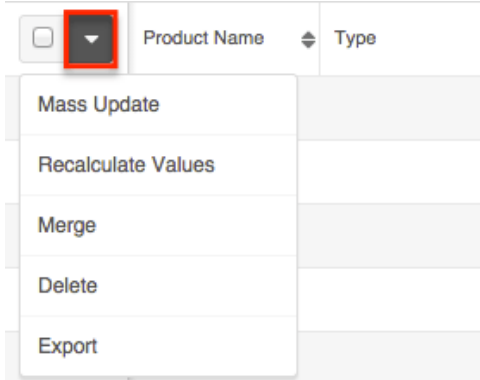 Product Name
Type
Mass Update
Recalculate Values
Merge
Delete
Export